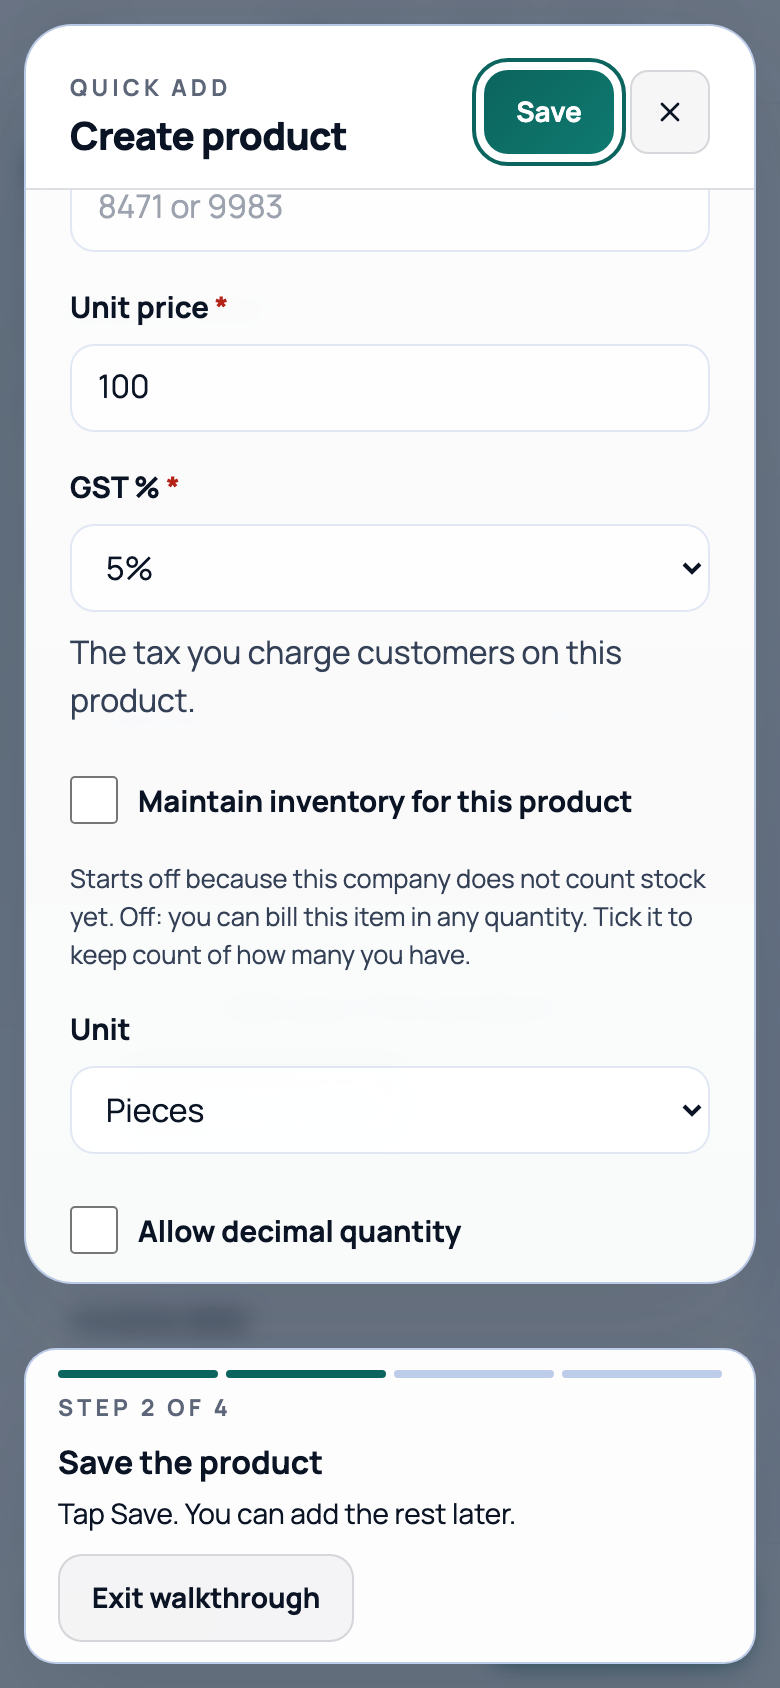 QUICK ADD
Create product
Save
8471 or 9983
Unit price *
100
GST % *
5%
The tax you charge customers on this
product.
Maintain inventory for this product
Starts off because this company does not count stock
yet. Off: you can bill this item in any quantity. Tick it to
keep count of how many you have.
Unit
Pieces
Allow decimal quantity
STEP 2 OF 4
Save the product
Tap Save. You can add the rest later.
Exit walkthrough